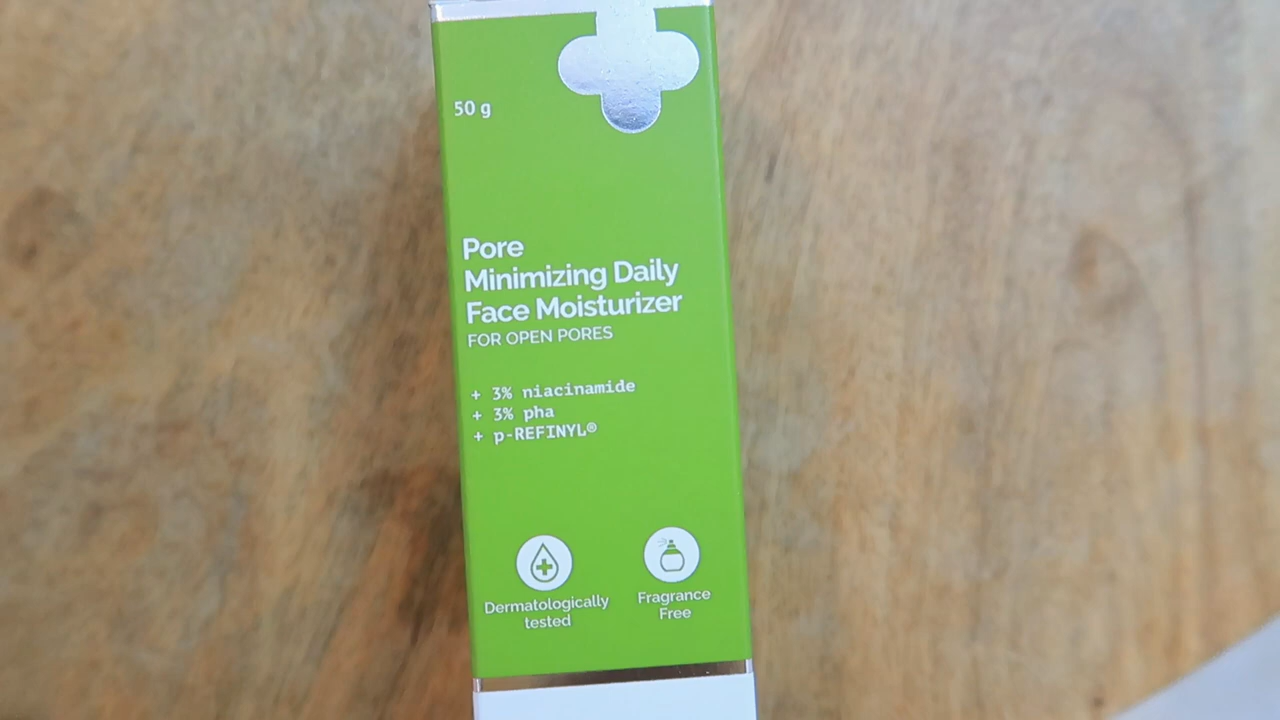 50 g
Pore
Minimizing Daily
Face Moisturizer
FOR OPEN PORES
+ 3% niacinamide
+ 3% pha
+ p-REFINYL®
Dermatologically
tested
Fragrance
Free